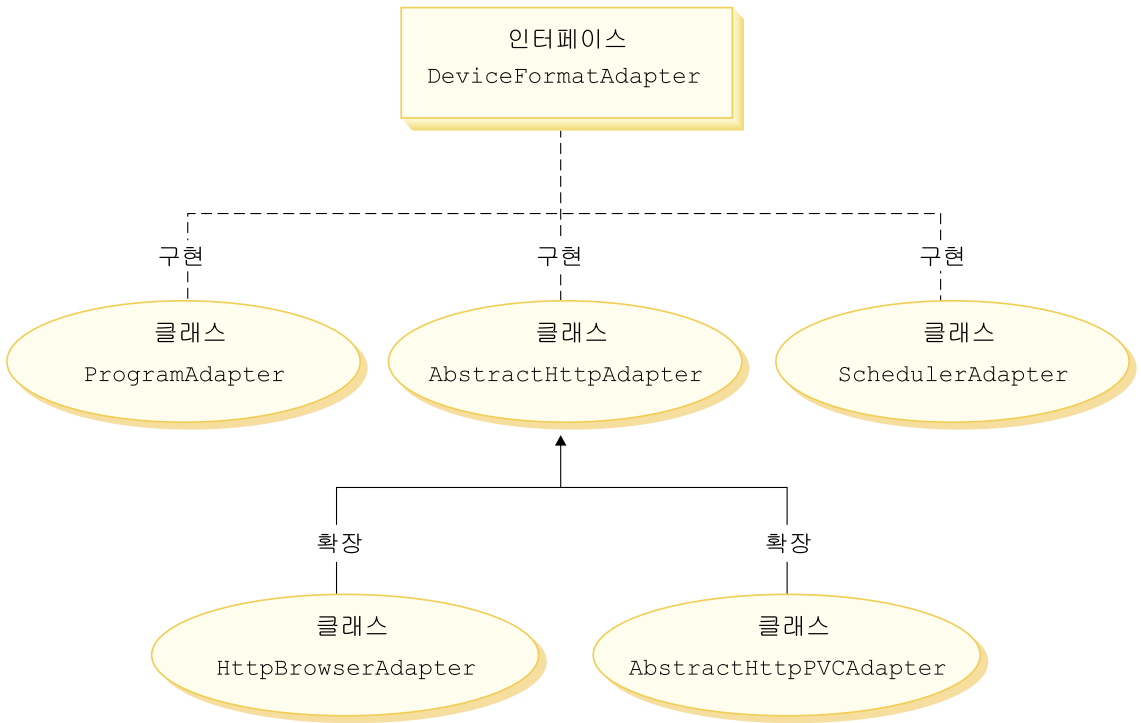 인터페이스
DeviceFormatAdapter
구현
구현
구현
클래스
ProgramAdapter
클래스
AbstractHttpAdapter
클래스
SchedulerAdapter
확장
확장
클래스
HttpBrowserAdapter
클래스
AbstractHttpPVCAdapter